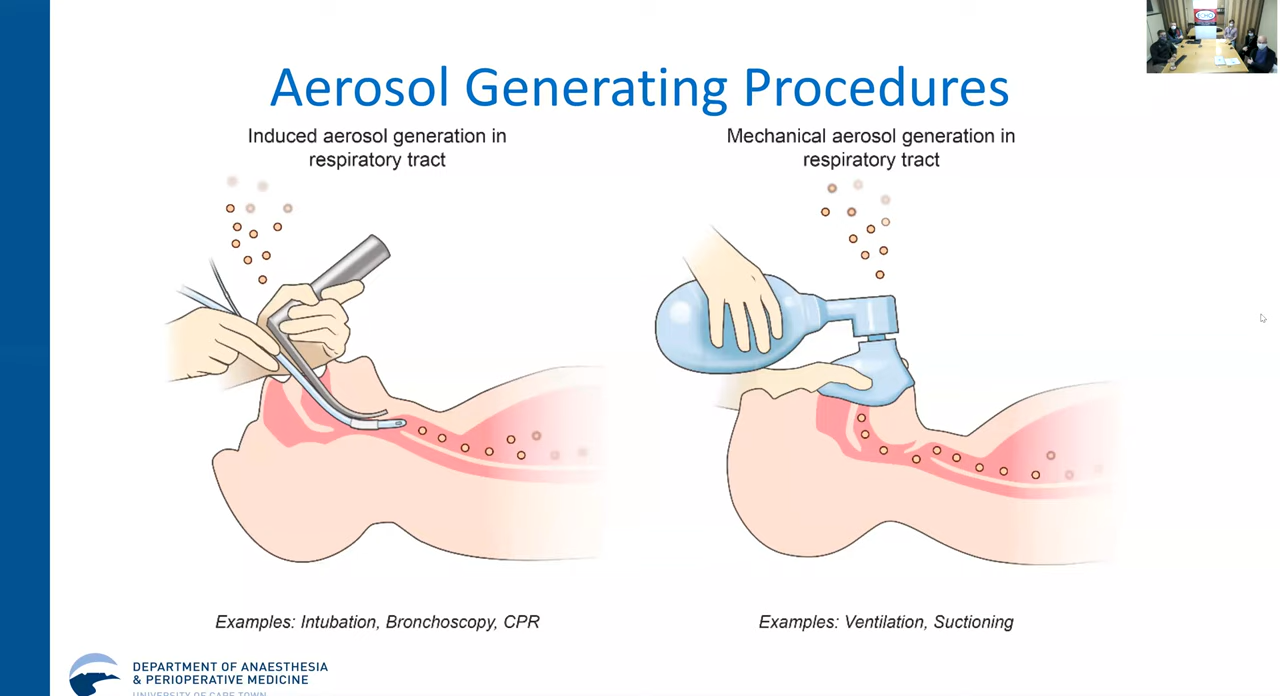 Aerosol Generating Procedures
Induced aerosol generation in
respiratory tract
Mechanical aerosol generation in
respiratory tract
Examples: Intubation, Bronchoscopy, CPR
Examples: Ventilation, Suctioning
DEPARTMENT OF ANAESTHESIA
& PERIOPERATIVE MEDICINE
UNIVERSITY OF CAPE TOWN